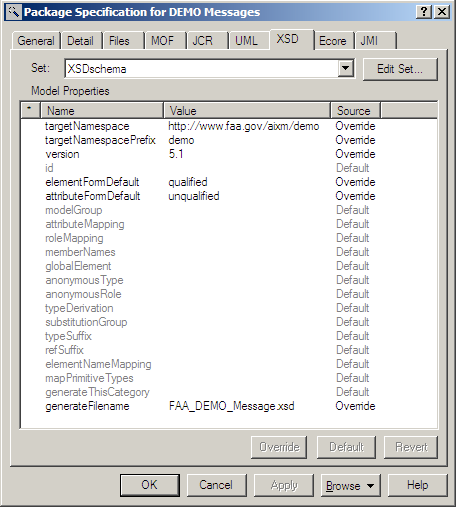 Package Specification for DEMO Messages
General Detail Files MOF JCR UML XSD Ecore JMI
Set: XSDschema Edit Set...
Model Properties
* Name Value Source
targetNamespace http://www.faa.gov/aixm/demo Override
targetNamespacePrefix demo Override
version 5.1 Override
id Default
elementFormDefault qualified Override
attributeFormDefault unqualified Override
modelGroup Default
attributeMapping Default
roleMapping Default
memberNames Default
globalElement Default
anonymousType Default
anonymousRole Default
typeDerivation Default
substitutionGroup Default
typeSuffix Default
refSuffix Default
elementNameMapping Default
mapPrimitiveTypes Default
generateThisCategory Default
generateFilename FAA_DEMO_Message.xsd Override
Override Default Revert
OK Cancel Apply Browse Help